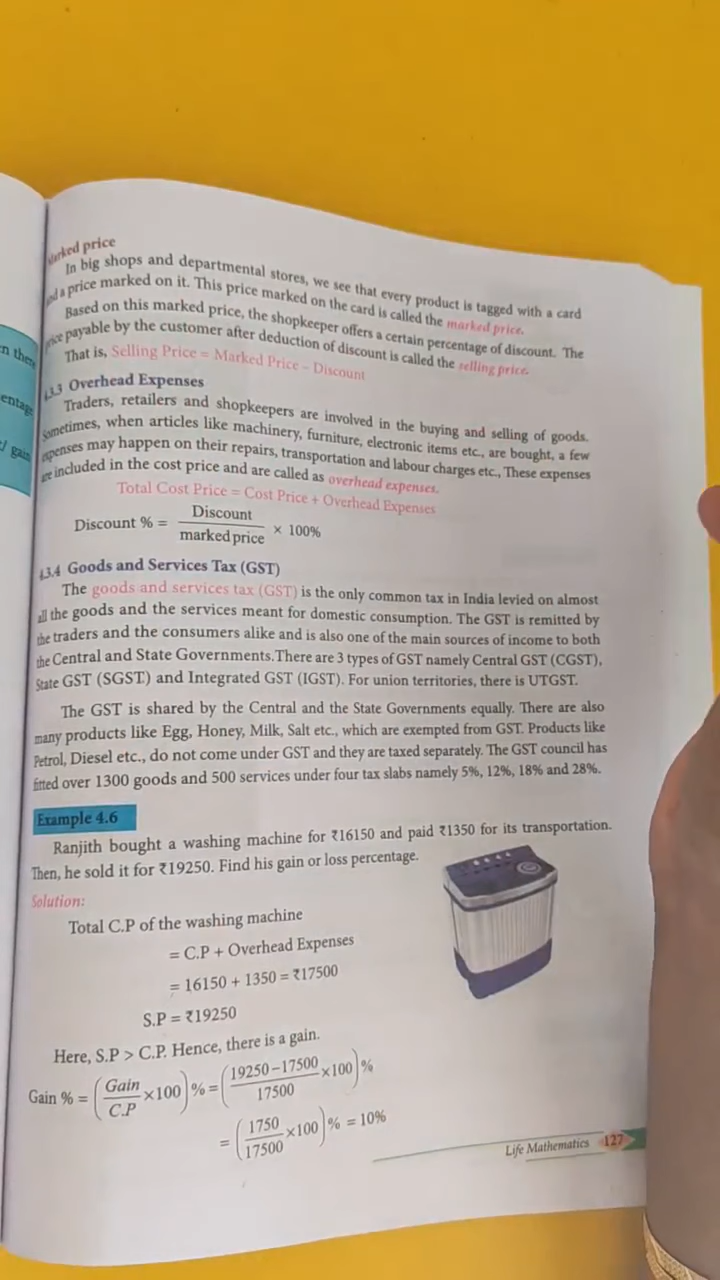 Marked price
In big shops and departmental stores, we see that every product is tagged with a card
and a price marked on it. This price marked on the card is called the marked price.
Based on this marked price, the shopkeeper offers a certain percentage of discount. The
price payable by the customer after deduction of discount is called the selling price.
That is, Selling Price = Marked Price – Discount
4.3.3 Overhead Expenses
Traders, retailers and shopkeepers are involved in the buying and selling of goods.
Sometimes, when articles like machinery, furniture, electronic items etc., are bought, a few
expenses may happen on their repairs, transportation and labour charges etc., These expenses
are included in the cost price and are called as overhead expenses.
Total Cost Price = Cost Price + Overhead Expenses
Discount % = Discount / marked price × 100%
4.3.4 Goods and Services Tax (GST)
The goods and services tax (GST) is the only common tax in India levied on almost
all the goods and the services meant for domestic consumption. The GST is remitted by
the traders and the consumers alike and is also one of the main sources of income to both
the Central and State Governments.There are 3 types of GST namely Central GST (CGST),
State GST (SGST) and Integrated GST (IGST). For union territories, there is UTGST.
The GST is shared by the Central and the State Governments equally. There are also
many products like Egg, Honey, Milk, Salt etc., which are exempted from GST. Products like
Petrol, Diesel etc., do not come under GST and they are taxed separately. The GST council has
fitted over 1300 goods and 500 services under four tax slabs namely 5%, 12%, 18% and 28%.
Example 4.6
Ranjith bought a washing machine for ₹16150 and paid ₹1350 for its transportation.
Then, he sold it for ₹19250. Find his gain or loss percentage.
Solution:
Total C.P of the washing machine
= C.P + Overhead Expenses
= 16150 + 1350 = ₹17500
S.P = ₹19250
Here, S.P > C.P. Hence, there is a gain.
Gain % = (Gain / C.P ×100) % = (19250–17500 / 17500 ×100) %
= (1750 / 17500 ×100) % = 10%
Life Mathematics 127